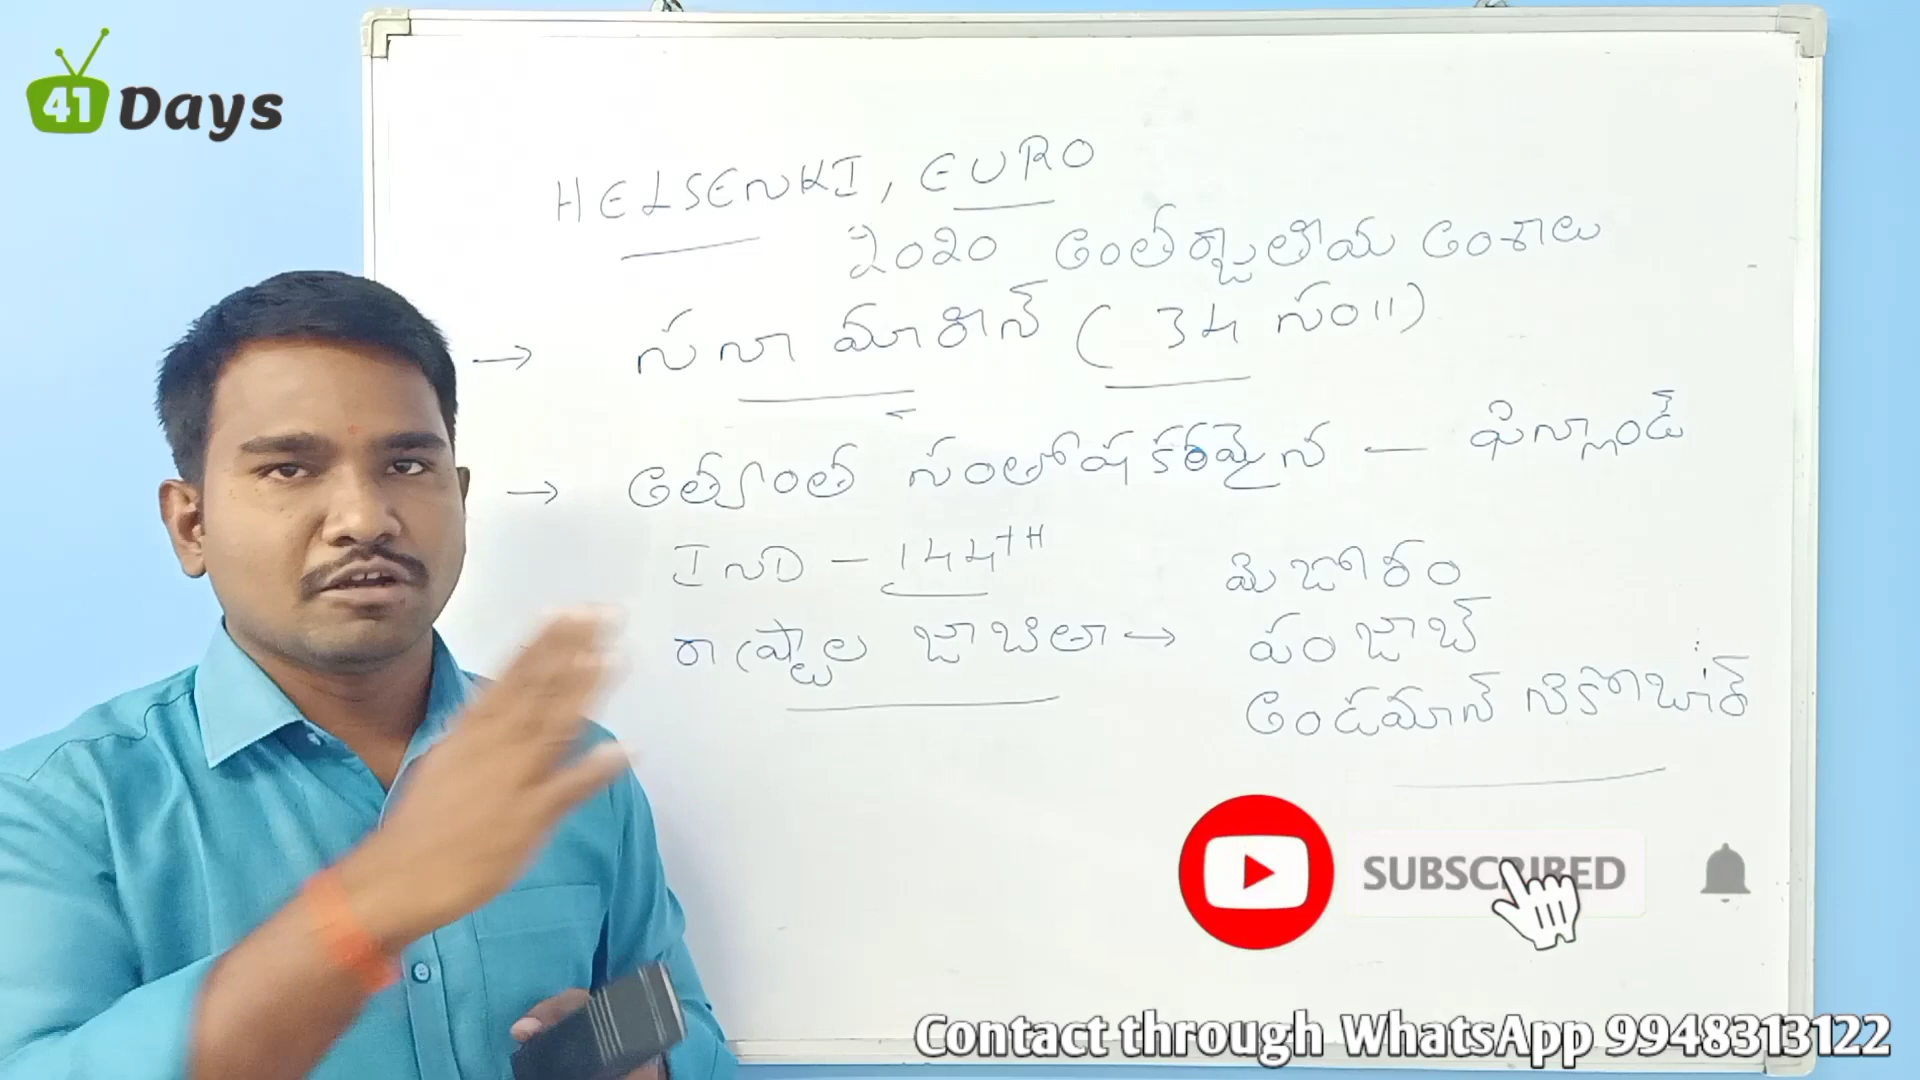 41 Days
HELSENKI, EURO
2020 అంతర్జాతీయ అంశాలు
→ సనా మారిన్ (34 సం॥)
→ అత్యంత సంతోషకరమైన — ఫిన్లాండ్
IND - 144TH
రాష్ట్రాల జాబితా → మిజోరం
పంజాబ్
అండమాన్ నికోబార్
SUBSCRIBED
Contact through WhatsApp 9948313122